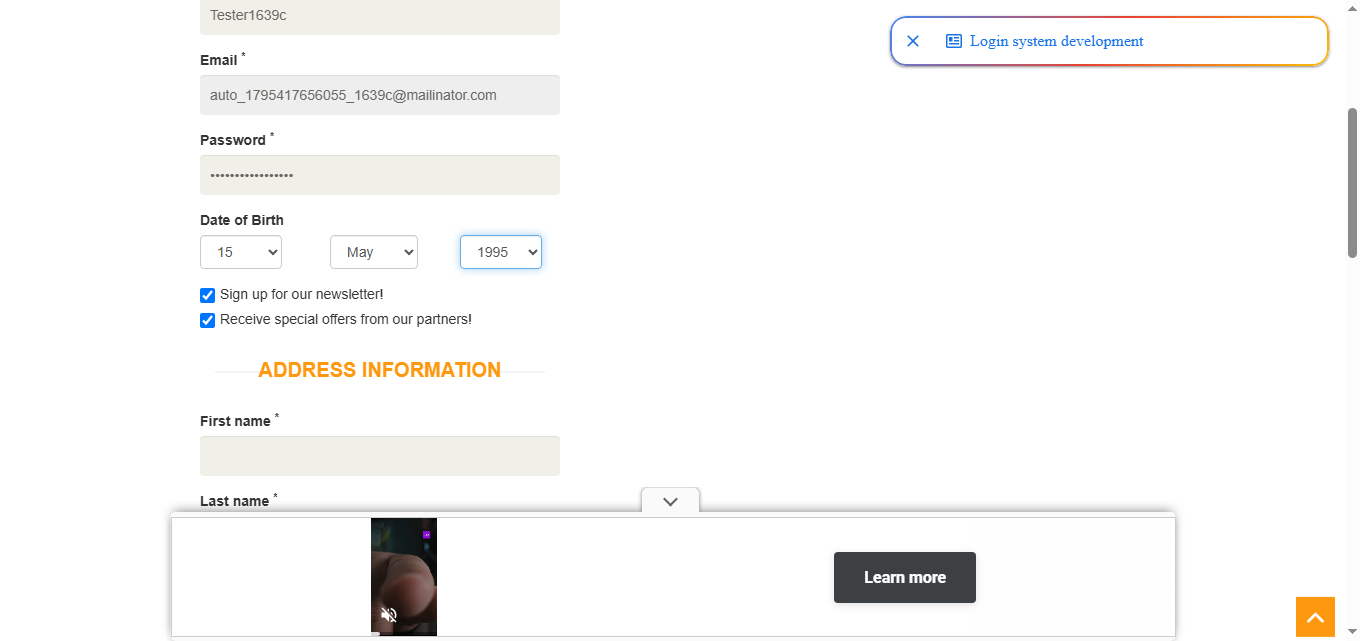 Tester1639c
Login system development
Email *
auto_1795417656055_1639c@mailinator.com
Password *
•••••••••••••••••
Date of Birth
15 May 1995
Sign up for our newsletter!
Receive special offers from our partners!
ADDRESS INFORMATION
First name *
Last name *
Learn more